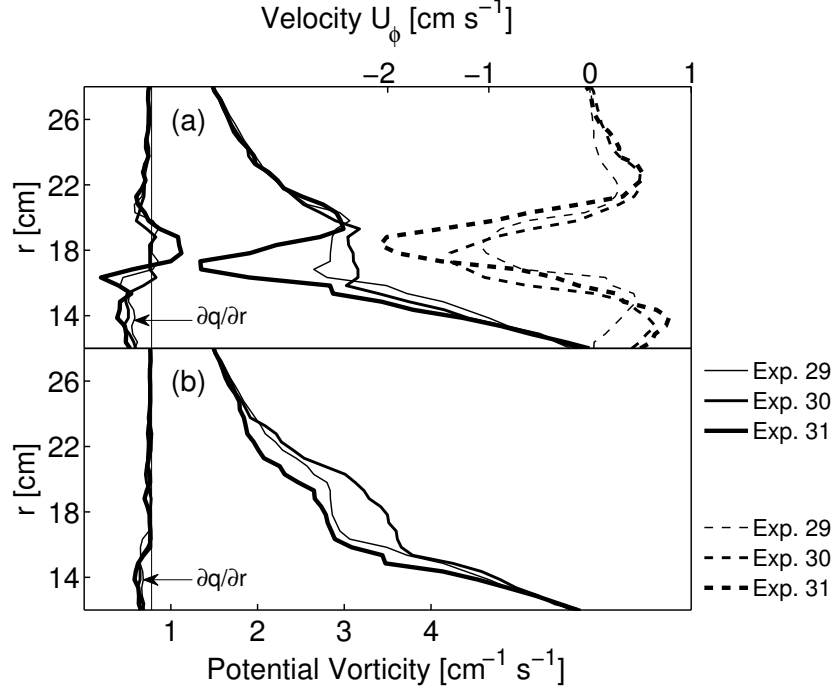 Velocity U_ϕ [cm s⁻¹]
−2 −1 0 1
(a)
26
22
18
14
r [cm]
∂q/∂r
(b)
26
22
18
14
r [cm]
∂q/∂r
1 2 3 4
Potential Vorticity [cm⁻¹ s⁻¹]
Exp. 29
Exp. 30
Exp. 31
Exp. 29
Exp. 30
Exp. 31